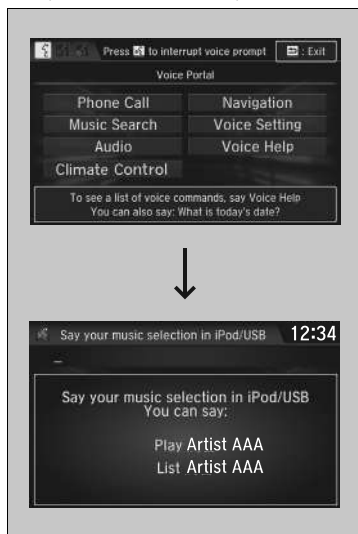 Press to interrupt voice prompt : Exit
Voice Portal
Phone Call Navigation
Music Search Voice Setting
Audio Voice Help
Climate Control
To see a list of voice commands, say Voice Help
You can also say: What is today's date?
Say your music selection in iPod/USB 12:34
Say your music selection in iPod/USB
You can say:
Play Artist AAA
List Artist AAA